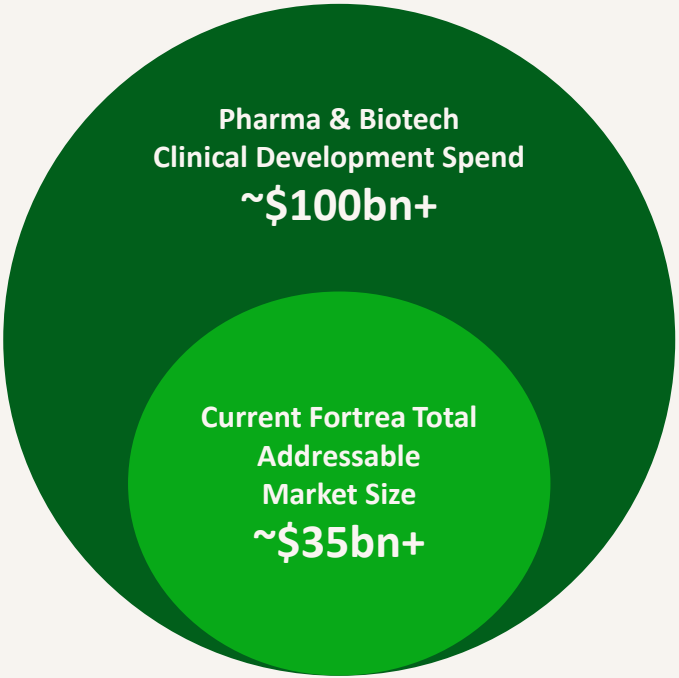 Pharma & Biotech
Clinical Development Spend
~$100bn+
Current Fortrea Total
Addressable
Market Size
~$35bn+